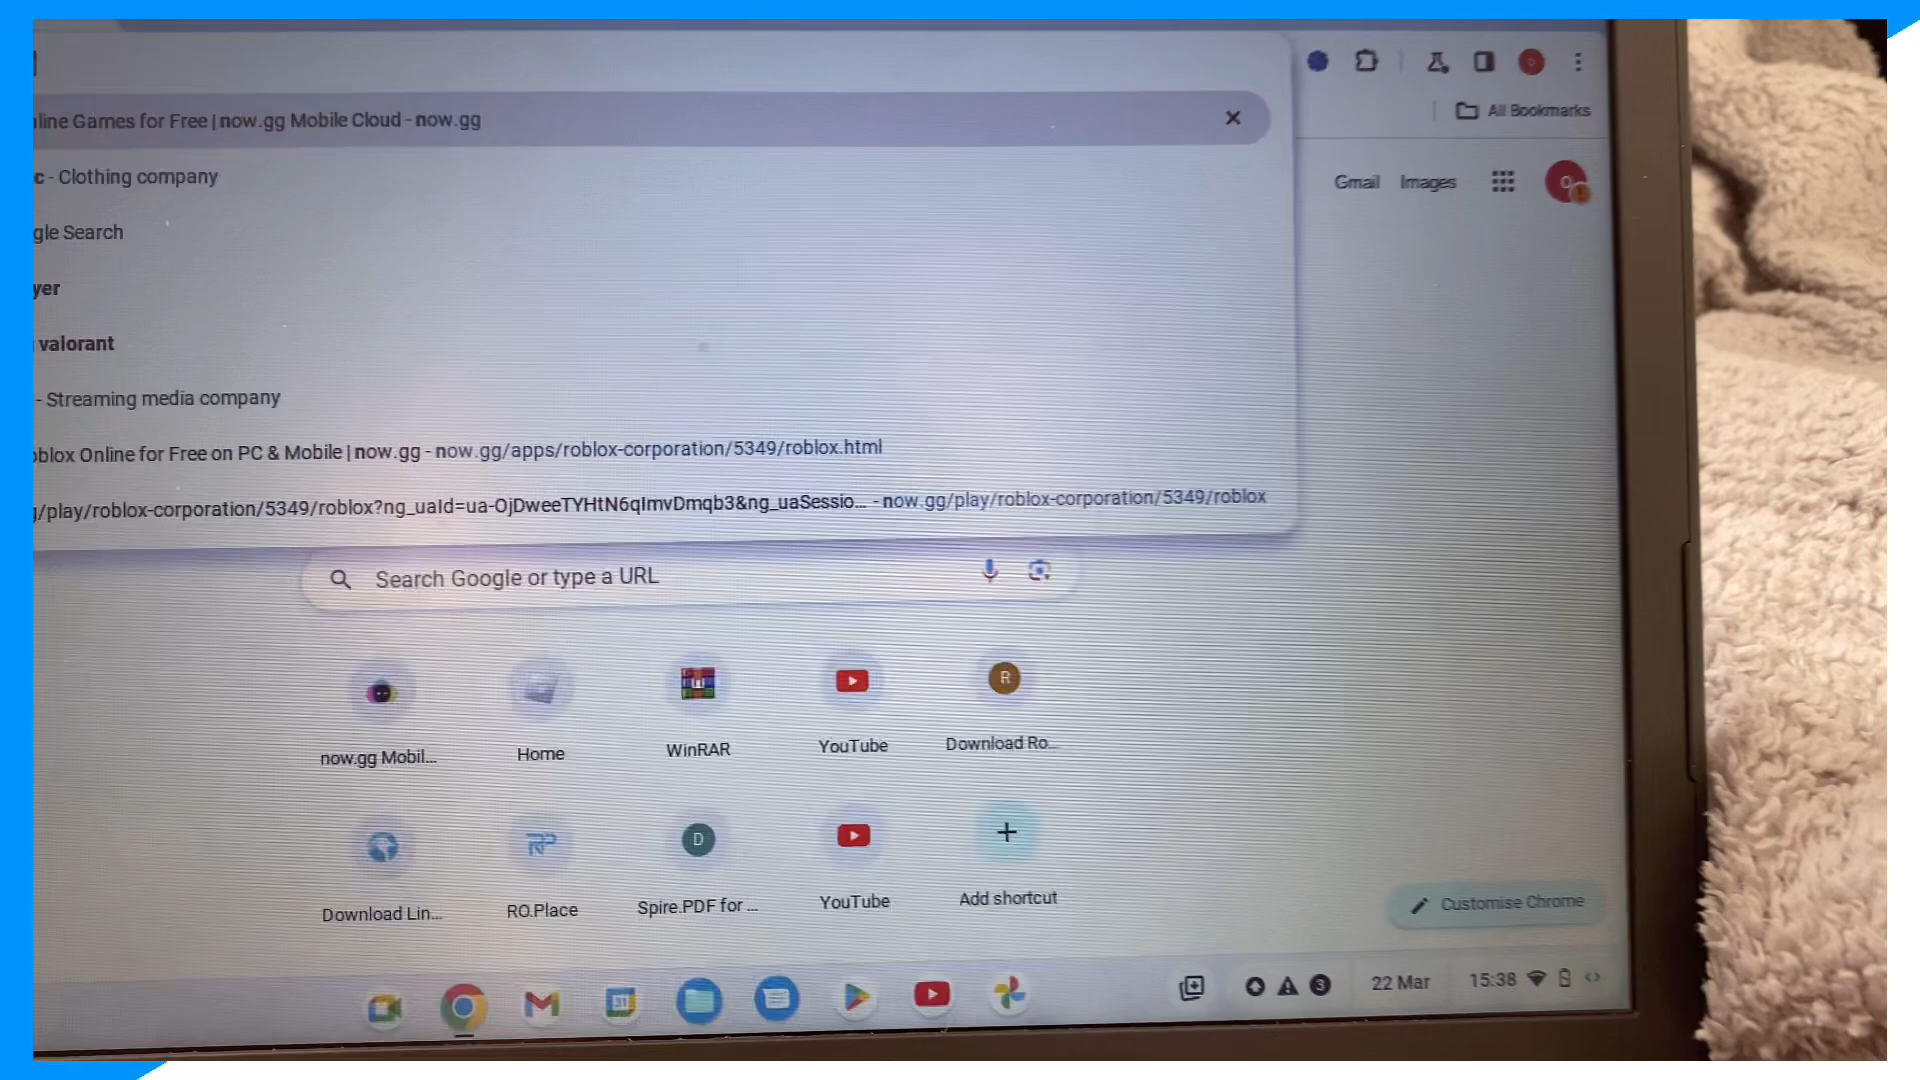 line Games for Free | now.gg Mobile Cloud - now.gg
c - Clothing company
gle Search
yer
valorant
- Streaming media company
oblox Online for Free on PC & Mobile | now.gg - now.gg/apps/roblox-corporation/5349/roblox.html
/play/roblox-corporation/5349/roblox?ng_uaId=ua-OjDweeTYHtN6qImvDmqb3&ng_uaSessio... - now.gg/play/roblox-corporation/5349/roblox
All Bookmarks
Gmail Images
Search Google or type a URL
now.gg Mobil...
Home
WinRAR
YouTube
R
Download Ro...
Download Lin...
RP
RO.Place
D
Spire.PDF for ...
YouTube
Add shortcut
Customise Chrome
31
3
22 Mar
15:38